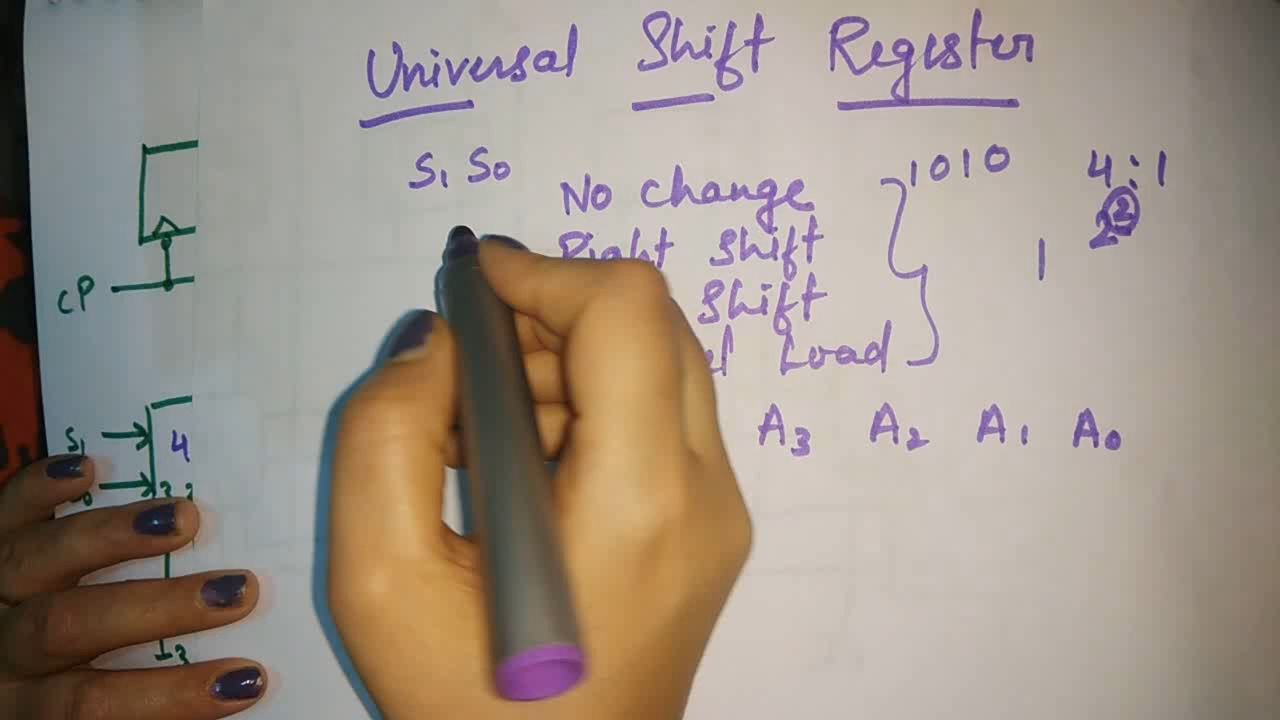 Universal Shift Register
S1 S0
No change
Right Shift
Shift
Load
1010
4:1
2②
1
A3 A2 A1 A0
CP
S1
4